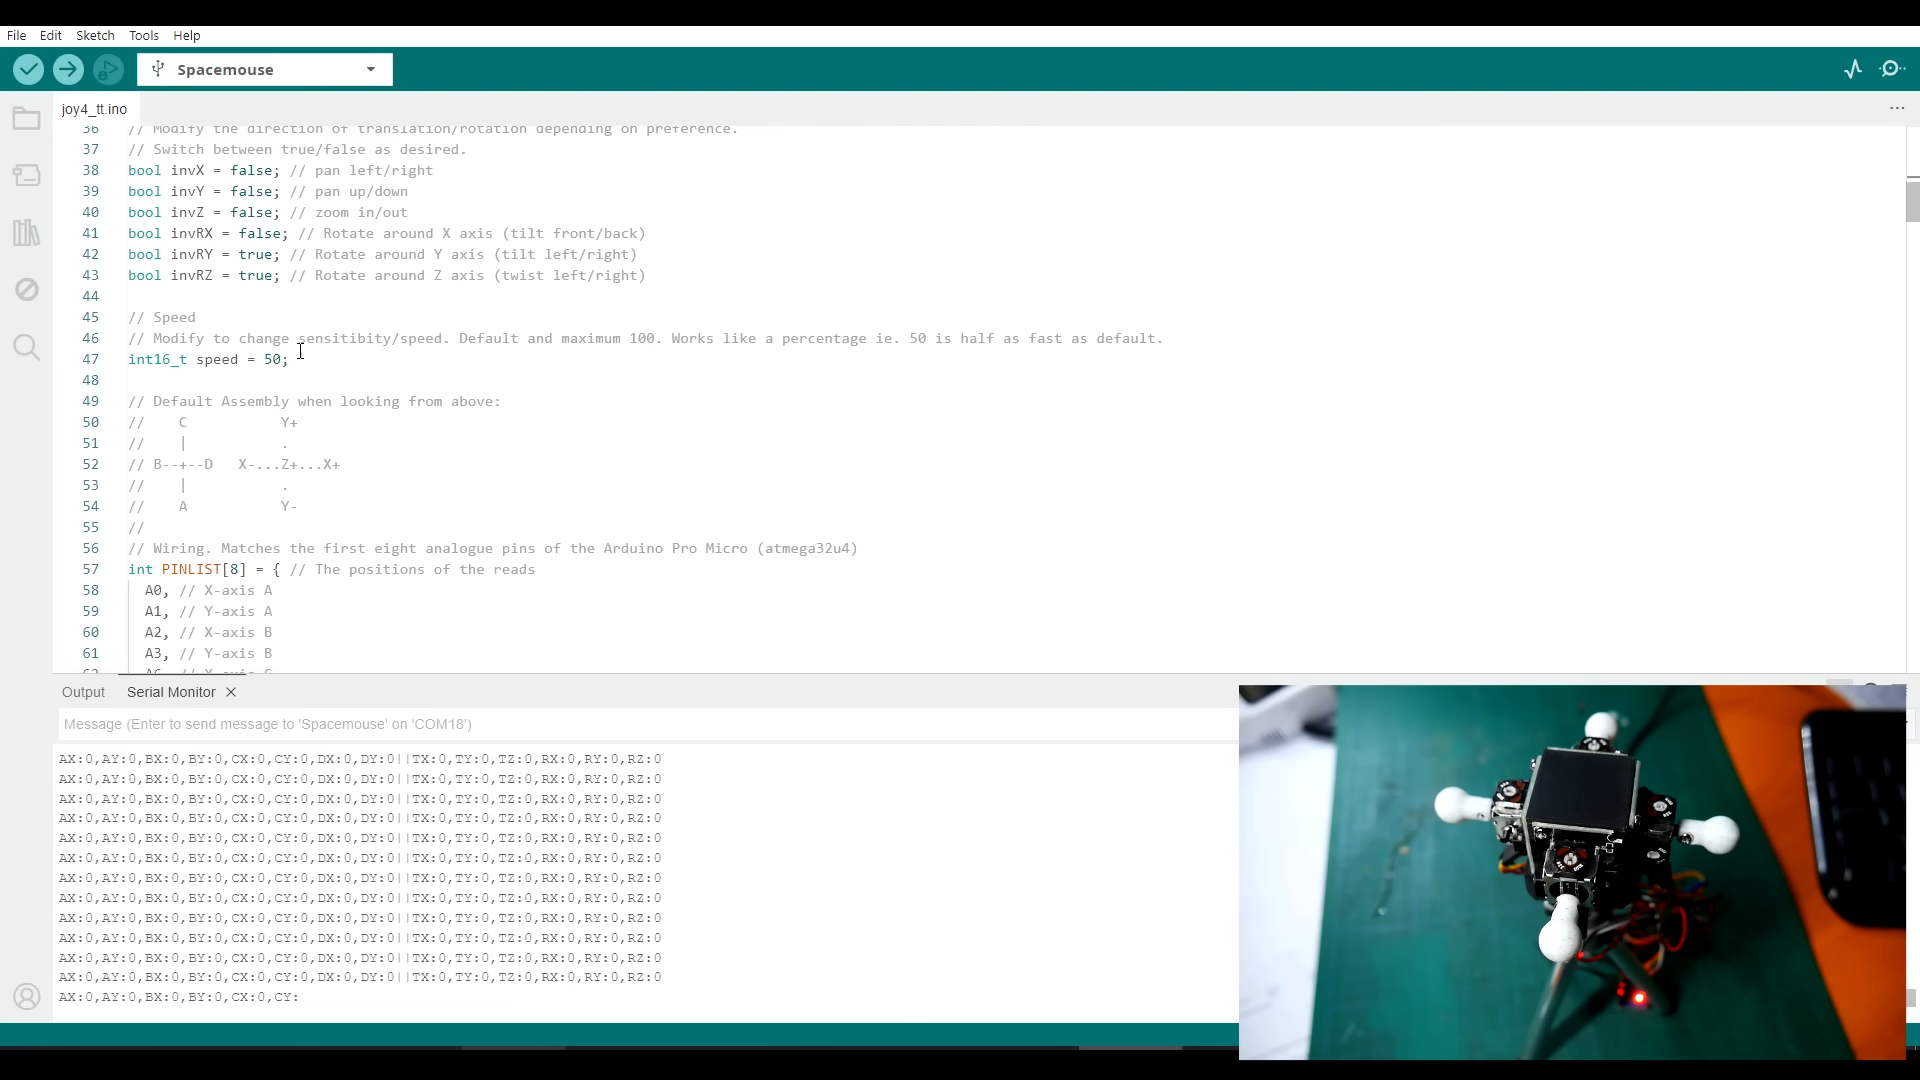 File Edit Sketch Tools Help
Spacemouse
joy4_tt.ino
36 // Modify the direction of translation/rotation depending on preference.
37 // Switch between true/false as desired.
38 bool invX = false; // pan left/right
39 bool invY = false; // pan up/down
40 bool invZ = false; // zoom in/out
41 bool invRX = false; // Rotate around X axis (tilt front/back)
42 bool invRY = true; // Rotate around Y axis (tilt left/right)
43 bool invRZ = true; // Rotate around Z axis (twist left/right)
44
45 // Speed
46 // Modify to change sensitibity/speed. Default and maximum 100. Works like a percentage ie. 50 is half as fast as default.
47 int16_t speed = 50;
48
49 // Default Assembly when looking from above:
50 //    C           Y+
51 //    |           .
52 // B--+--D   X-...Z+...X+
53 //    |           .
54 //    A           Y-
55 //
56 // Wiring. Matches the first eight analogue pins of the Arduino Pro Micro (atmega32u4)
57 int PINLIST[8] = { // The positions of the reads
58 A0, // X-axis A
59 A1, // Y-axis A
60 A2, // X-axis B
61 A3, // Y-axis B
Output Serial Monitor
Message (Enter to send message to 'Spacemouse' on 'COM18')
AX:0,AY:0,BX:0,BY:0,CX:0,CY:0,DX:0,DY:0||TX:0,TY:0,TZ:0,RX:0,RY:0,RZ:0
AX:0,AY:0,BX:0,BY:0,CX:0,CY:0,DX:0,DY:0||TX:0,TY:0,TZ:0,RX:0,RY:0,RZ:0
AX:0,AY:0,BX:0,BY:0,CX:0,CY:0,DX:0,DY:0||TX:0,TY:0,TZ:0,RX:0,RY:0,RZ:0
AX:0,AY:0,BX:0,BY:0,CX:0,CY:0,DX:0,DY:0||TX:0,TY:0,TZ:0,RX:0,RY:0,RZ:0
AX:0,AY:0,BX:0,BY:0,CX:0,CY:0,DX:0,DY:0||TX:0,TY:0,TZ:0,RX:0,RY:0,RZ:0
AX:0,AY:0,BX:0,BY:0,CX:0,CY:0,DX:0,DY:0||TX:0,TY:0,TZ:0,RX:0,RY:0,RZ:0
AX:0,AY:0,BX:0,BY:0,CX:0,CY:0,DX:0,DY:0||TX:0,TY:0,TZ:0,RX:0,RY:0,RZ:0
AX:0,AY:0,BX:0,BY:0,CX:0,CY:0,DX:0,DY:0||TX:0,TY:0,TZ:0,RX:0,RY:0,RZ:0
AX:0,AY:0,BX:0,BY:0,CX:0,CY:0,DX:0,DY:0||TX:0,TY:0,TZ:0,RX:0,RY:0,RZ:0
AX:0,AY:0,BX:0,BY:0,CX:0,CY:0,DX:0,DY:0||TX:0,TY:0,TZ:0,RX:0,RY:0,RZ:0
AX:0,AY:0,BX:0,BY:0,CX:0,CY:0,DX:0,DY:0||TX:0,TY:0,TZ:0,RX:0,RY:0,RZ:0
AX:0,AY:0,BX:0,BY:0,CX:0,CY:0,DX:0,DY:0||TX:0,TY:0,TZ:0,RX:0,RY:0,RZ:0
AX:0,AY:0,BX:0,BY:0,CX:0,CY: